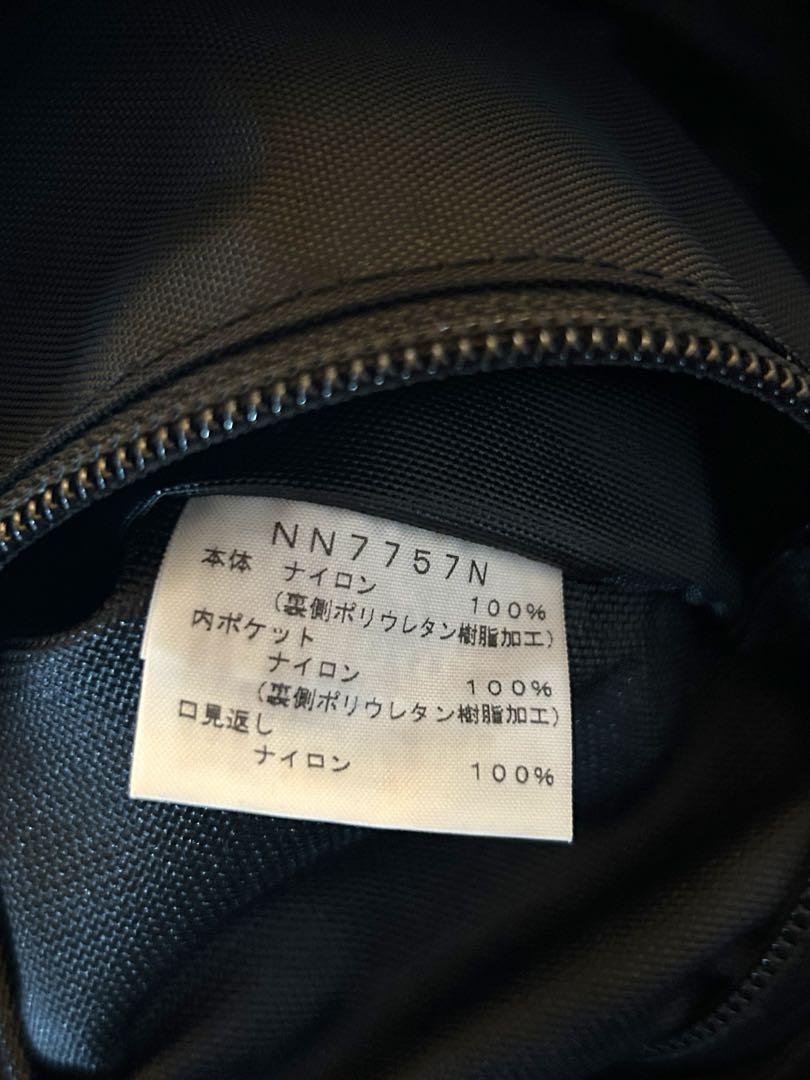 NN7757N
本体 ナイロン 100%
(裏側ポリウレタン樹脂加工)
内ポケット
ナイロン 100%
(裏側ポリウレタン樹脂加工)
口見返し
ナイロン 100%